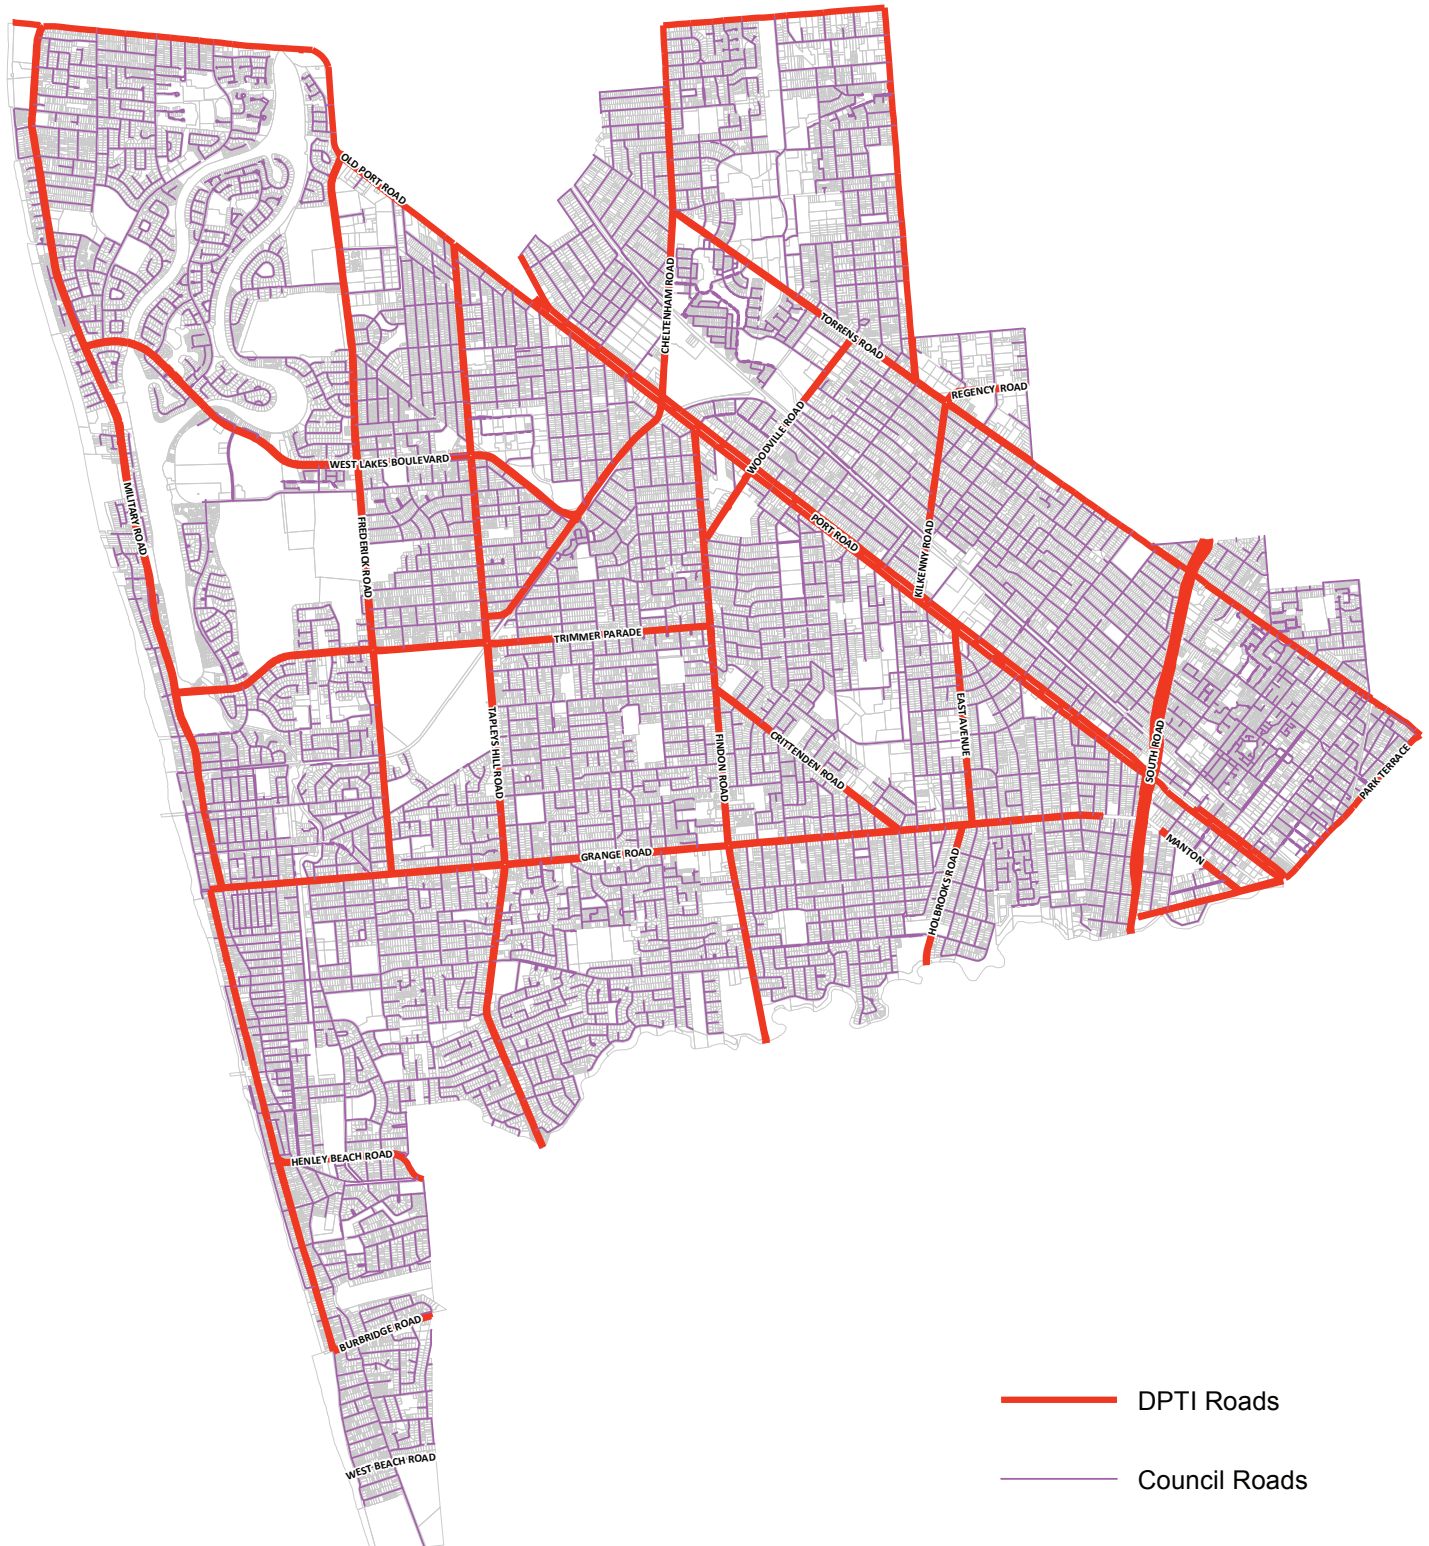 OLD PORT ROAD
CHELTENHAM ROAD
TORRENS ROAD
REGENCY ROAD
WOODVILLE ROAD
WEST LAKES BOULEVARD
MILITARY ROAD
FREDERICK ROAD
PORT ROAD
KILKENNY ROAD
TRIMMER PARADE
TAPLEYS HILL ROAD
FINDON ROAD
CRITTENDEN ROAD
EAST AVENUE
SOUTH ROAD
PARK TERRACE
GRANGE ROAD
MANTON
HOLBROOKS ROAD
HENLEY BEACH ROAD
BURBRIDGE ROAD
WEST BEACH ROAD
DPTI Roads
Council Roads